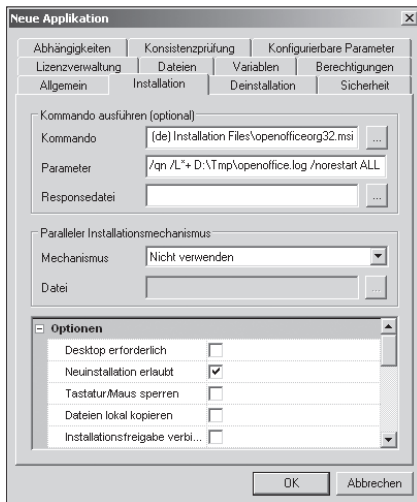 Neue Applikation
Abhängigkeiten Konsistenzprüfung Konfigurierbare Parameter
Lizenzverwaltung Dateien Variablen Berechtigungen
Allgemein Installation Deinstallation Sicherheit
Kommando ausführen (optional)
Kommando (de) Installation Files\openofficeorg32.msi ...
Parameter /qn /L*+ D:\Tmp\openoffice.log /norestart ALL
Responsedatei ...
Paralleler Installationsmechanismus
Mechanismus Nicht verwenden
Datei ...
Optionen
Desktop erforderlich
Neuinstallation erlaubt
Tastatur/Maus sperren
Dateien lokal kopieren
Installationsfreigabe verbi...
OK Abbrechen